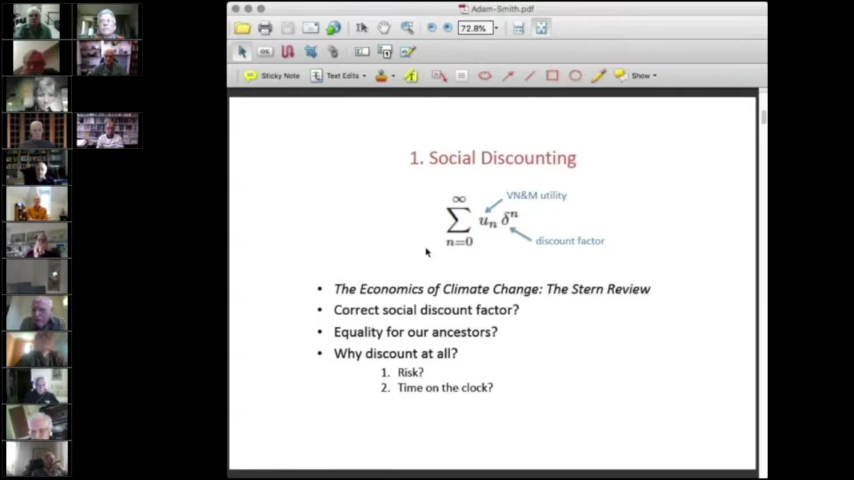 Adam-Smith.pdf
72.8%
Sticky Note
Text Edits
Show
1. Social Discounting
VN&M utility
∞
∑ uₙ δⁿ
n=0
discount factor
• The Economics of Climate Change: The Stern Review
• Correct social discount factor?
• Equality for our ancestors?
• Why discount at all?
1. Risk?
2. Time on the clock?